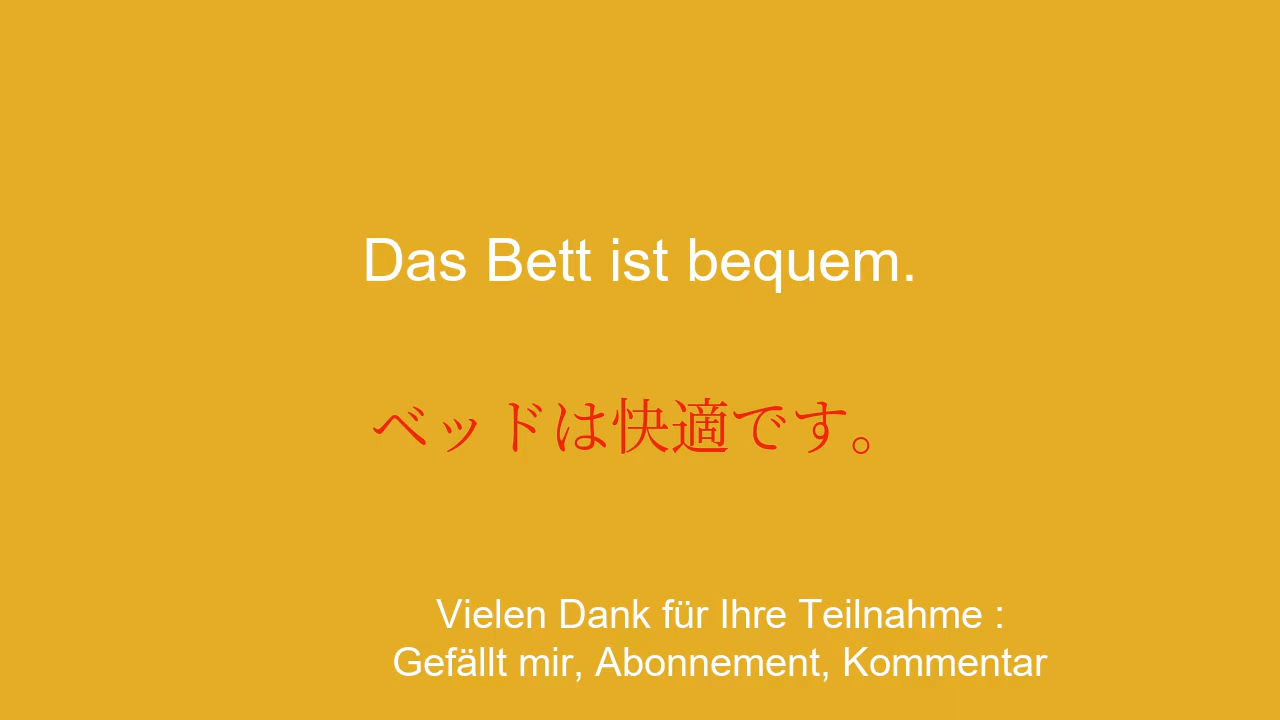 Das Bett ist bequem.
ベッドは快適です。
Vielen Dank für Ihre Teilnahme :
Gefällt mir, Abonnement, Kommentar